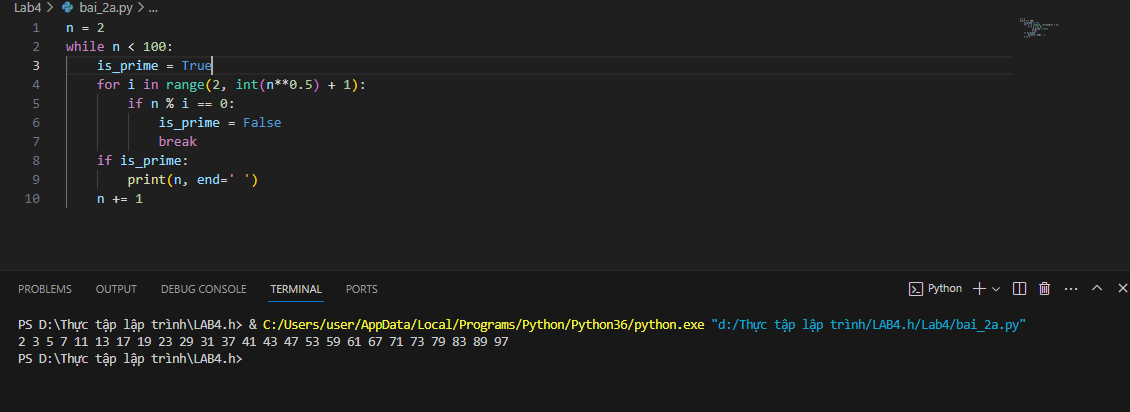 Lab4 > bai_2a.py > ...
1 n = 2
2 while n < 100:
3     is_prime = True
4     for i in range(2, int(n**0.5) + 1):
5         if n % i == 0:
6             is_prime = False
7             break
8     if is_prime:
9         print(n, end=' ')
10     n += 1
PROBLEMS OUTPUT DEBUG CONSOLE TERMINAL PORTS Python
PS D:\Thực tập lập trình\LAB4.h> & C:/Users/user/AppData/Local/Programs/Python/Python36/python.exe "d:/Thực tập lập trình/LAB4.h/Lab4/bai_2a.py"
2 3 5 7 11 13 17 19 23 29 31 37 41 43 47 53 59 61 67 71 73 79 83 89 97
PS D:\Thực tập lập trình\LAB4.h>